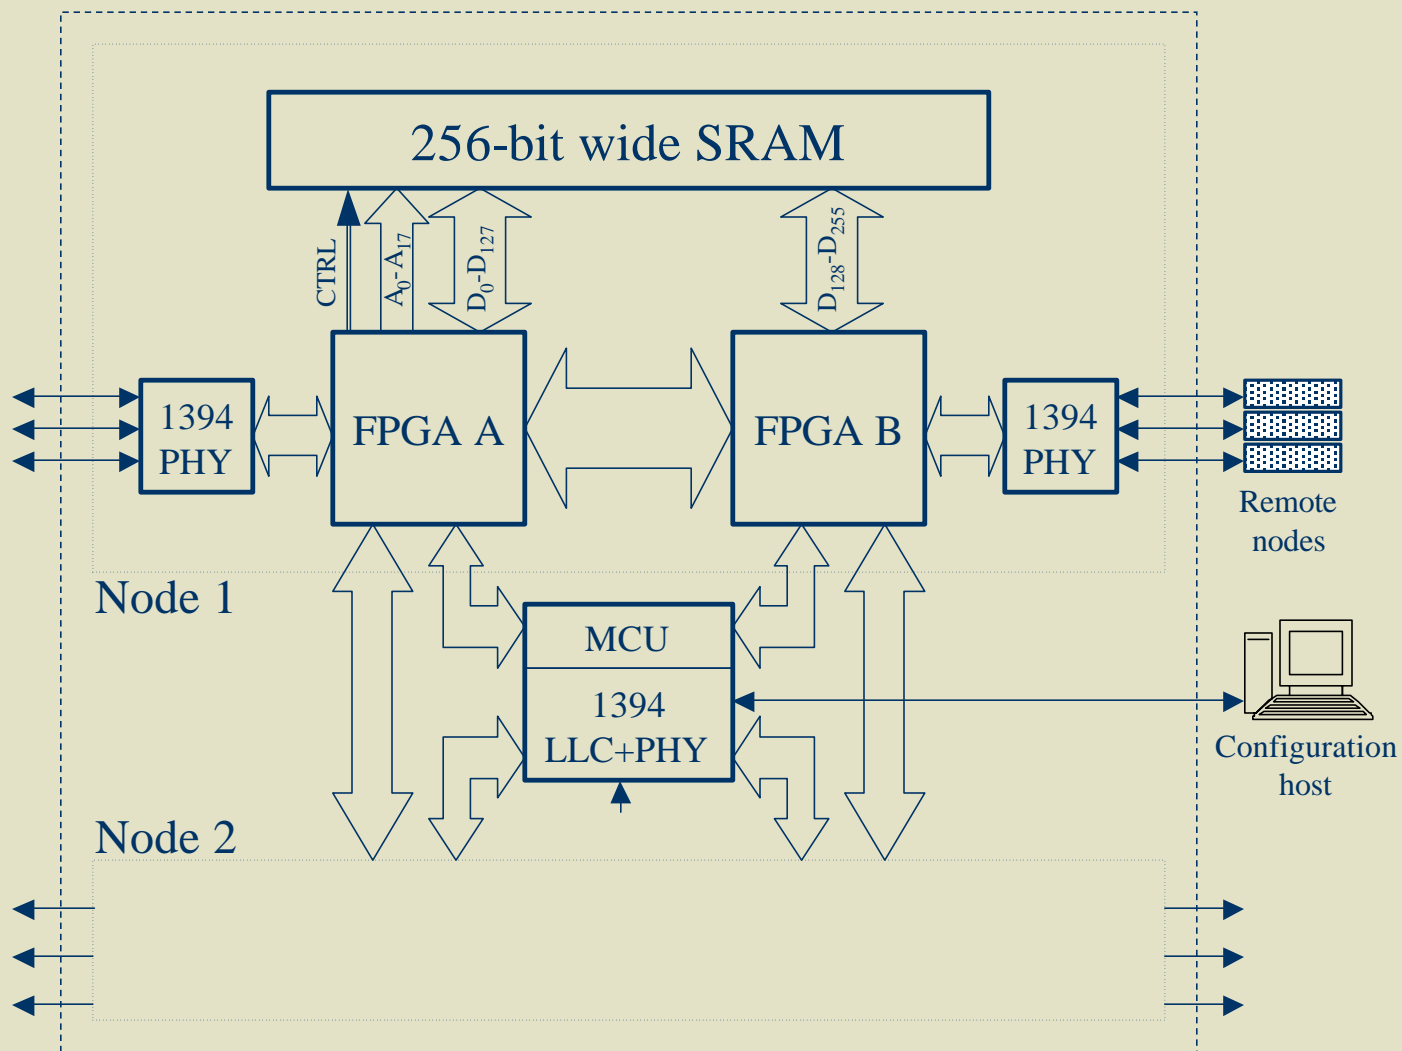 256-bit wide SRAM
CTRL
A0-A17
D0-D127
D128-D255
1394
PHY
FPGA A
FPGA B
1394
PHY
Remote
nodes
Node 1
MCU
1394
LLC+PHY
Configuration
host
Node 2